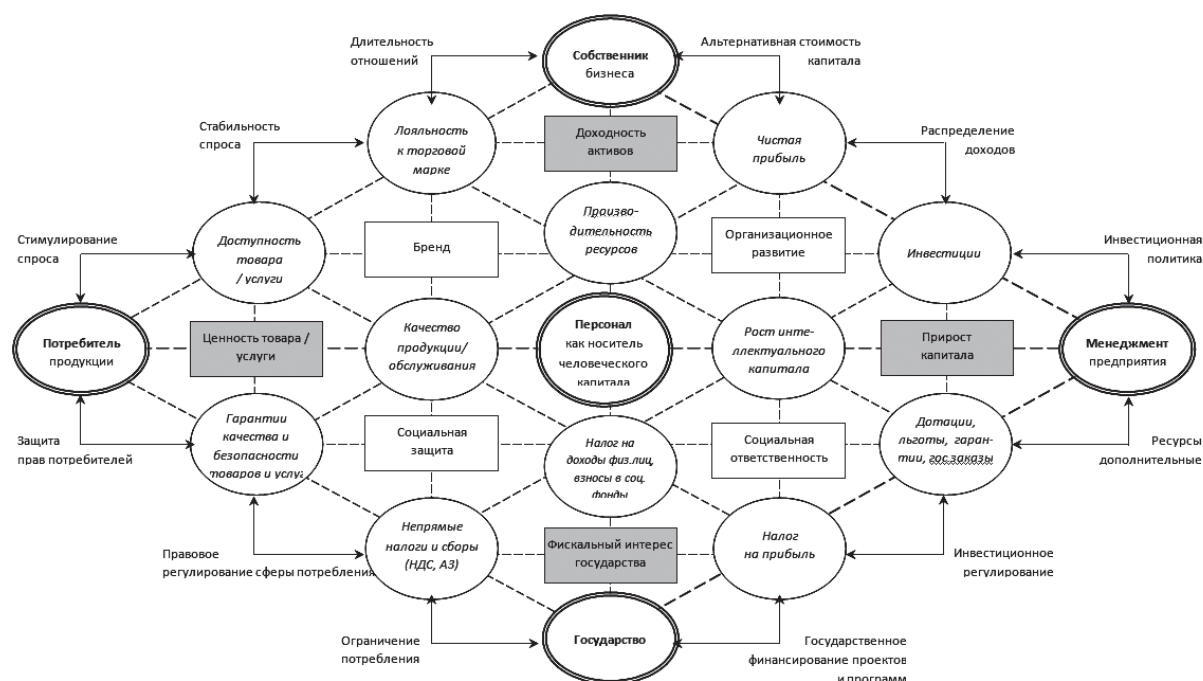 Длительность
отношений
Собственник
бизнеса
Альтернативная стоимость
капитала
Стабильность
спроса
Лояльность
к торговой
марке
Доходность
активов
Чистая
прибыль
Распределение
доходов
Стимулирование
спроса
Доступность
товара
/ услуги
Бренд
Произво-
дительность
ресурсов
Организационное
развитие
Инвестиции
Инвестиционная
политика
Потребитель
продукции
Ценность товара /
услуги
Качество
продукции/
обслуживания
Персонал
как носитель
человеческого
капитала
Рост инте-
ллектуального
капитала
Прирост
капитала
Менеджмент
предприятия
Защита
прав потребителей
Гарантии
качества и
безопасности
товаров и услуг
Социальная
защита
Налог на
доходы физ.лиц,
взносы в соц.
фонды
Социальная
ответственность
Дотации,
льготы, гаран-
тии, гос.заказы
Ресурсы
дополнительные
Правовое
регулирование сферы потребления
Непрямые
налоги и сборы
(НДС, АЗ)
Фискальный интерес
государства
Налог
на прибыль
Инвестиционное
регулирование
Ограничение
потребления
Государство
Государственное
финансирование проектов
и программ